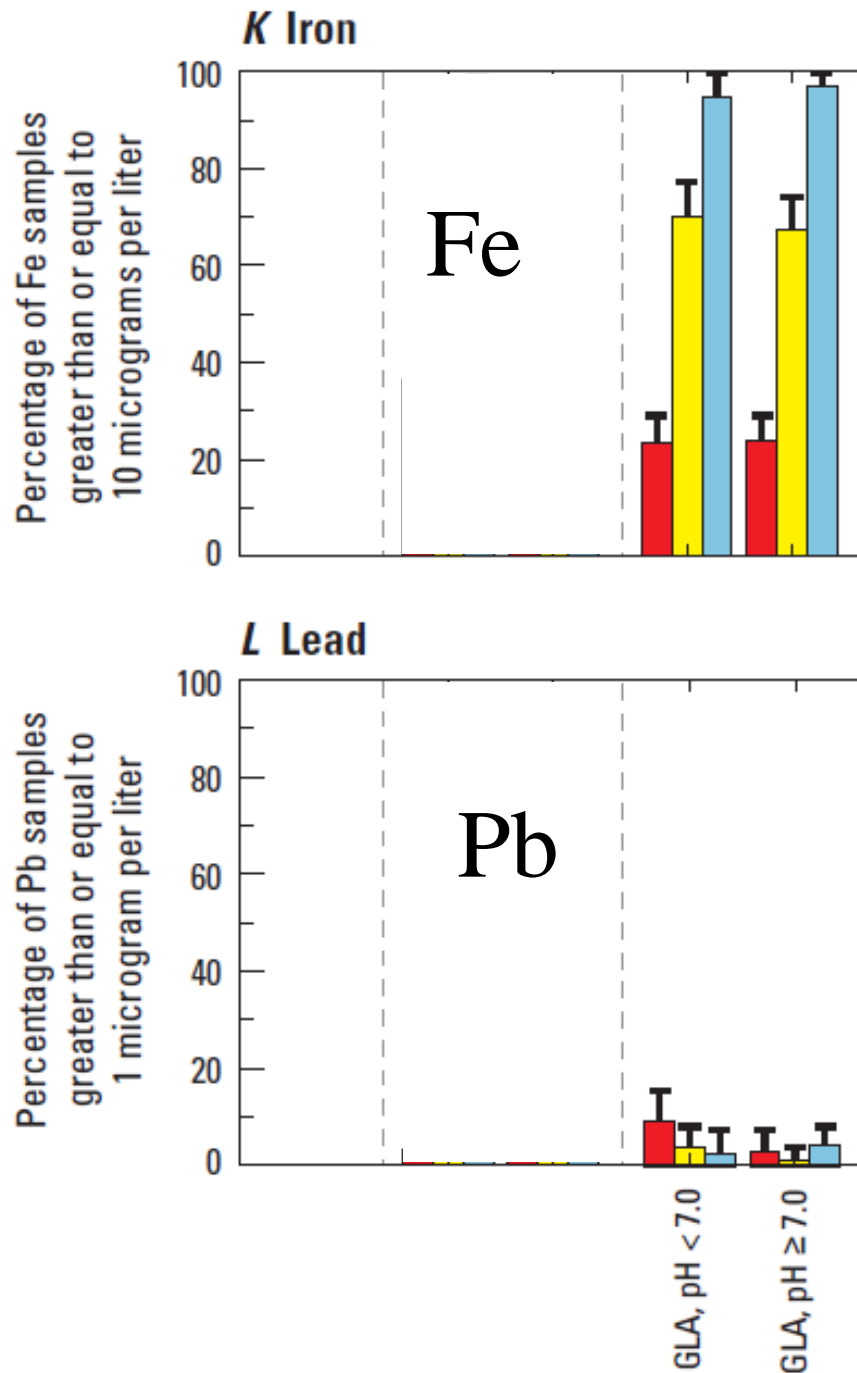 K Iron
Percentage of Fe samples
greater than or equal to
10 micrograms per liter
100
80
60
40
20
0
Fe
L Lead
Percentage of Pb samples
greater than or equal to
1 microgram per liter
100
80
60
40
20
0
Pb
GLA, pH < 7.0
GLA, pH ≥ 7.0